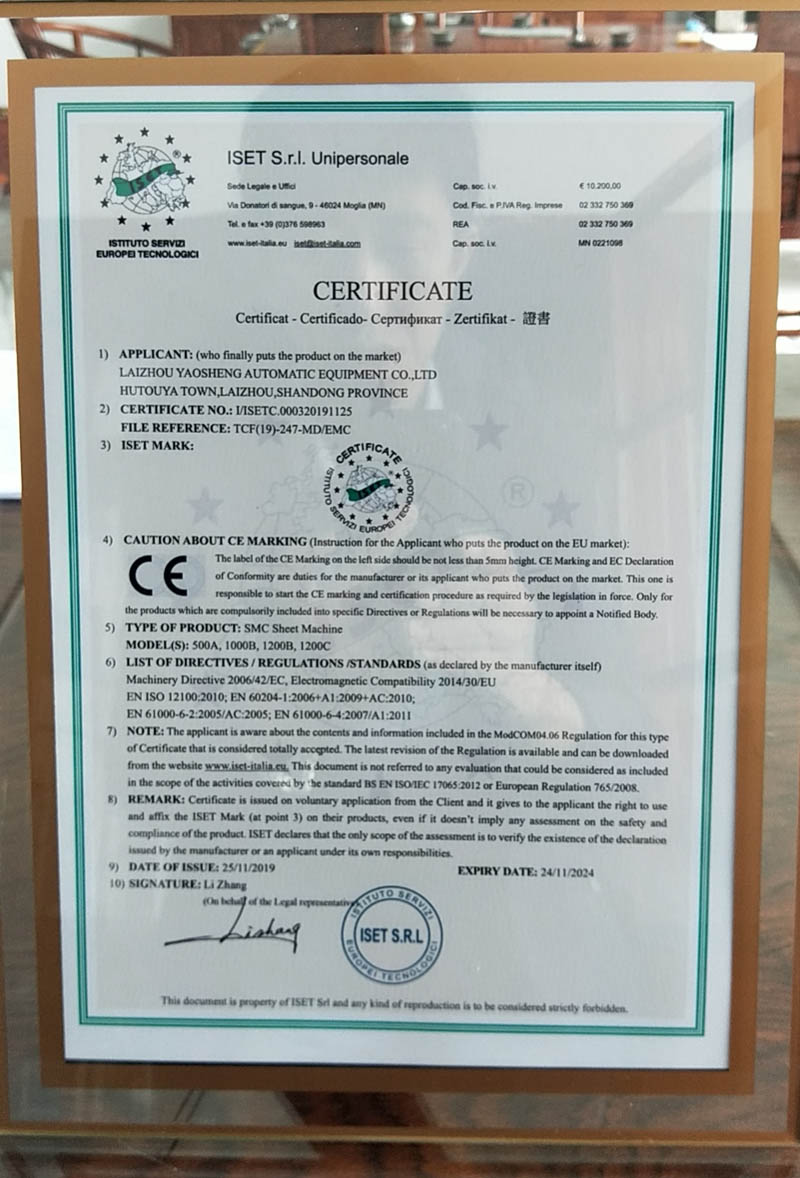 ISET
®
ISTITUTO SERVIZI
EUROPEI TECNOLOGICI
ISET S.r.l. Unipersonale
Sede Legale e Uffici
Via Donatori di sangue, 9 - 46024 Moglia (MN)
Tel. e fax +39 (0)376 598963
www.iset-italia.eu iset@iset-italia.com
Cap. soc. i.v. € 10.200,00
Cod. Fisc. e P.IVA Reg. Imprese 02 332 750 369
REA 02 332 750 369
Cap. soc. i.v. MN 0221098
CERTIFICATE
Certificat - Certificado- Сертификат - Zertifikat - 證書
1) APPLICANT: (who finally puts the product on the market)
LAIZHOU YAOSHENG AUTOMATIC EQUIPMENT CO.,LTD
HUTOUYA TOWN,LAIZHOU,SHANDONG PROVINCE
2) CERTIFICATE NO.: I/ISETC.000320191125
FILE REFERENCE: TCF(19)-247-MD/EMC
3) ISET MARK:
CERTIFICATE
ISET
ISTITUTO SERVIZI EUROPEI TECNOLOGICI
®
4) CAUTION ABOUT CE MARKING (Instruction for the Applicant who puts the product on the EU market):
CE
The label of the CE Marking on the left side should be not less than 5mm height. CE Marking and EC Declaration
of Conformity are duties for the manufacturer or its applicant who puts the product on the market. This one is
responsible to start the CE marking and certification procedure as required by the legislation in force. Only for
the products which are compulsorily included into specific Directives or Regulations will be necessary to appoint a Notified Body.
5) TYPE OF PRODUCT: SMC Sheet Machine
MODEL(S): 500A, 1000B, 1200B, 1200C
6) LIST OF DIRECTIVES / REGULATIONS /STANDARDS (as declared by the manufacturer itself)
Machinery Directive 2006/42/EC, Electromagnetic Compatibility 2014/30/EU
EN ISO 12100:2010; EN 60204-1:2006+A1:2009+AC:2010;
EN 61000-6-2:2005/AC:2005; EN 61000-6-4:2007/A1:2011
7) NOTE: The applicant is aware about the contents and information included in the ModCOM04.06 Regulation for this type
of Certificate that is considered totally accepted. The latest revision of the Regulation is available and can be downloaded
from the website www.iset-italia.eu. This document is not referred to any evaluation that could be considered as included
in the scope of the activities covered by the standard BS EN ISO/IEC 17065:2012 or European Regulation 765/2008.
8) REMARK: Certificate is issued on voluntary application from the Client and it gives to the applicant the right to use
and affix the ISET Mark (at point 3) on their products, even if it doesn't imply any assessment on the safety and
compliance of the product. ISET declares that the only scope of the assessment is to verify the existence of the declaration
issued by the manufacturer or an applicant under its own responsibilities.
9) DATE OF ISSUE: 25/11/2019 EXPIRY DATE: 24/11/2024
10) SIGNATURE: Li Zhang
(On behalf of the Legal representative)
Lizhang
ISTITUTO SERVIZI
ISET S.R.L
EUROPEI TECNOLOGICI
This document is property of ISET Srl and any kind of reproduction is to be considered strictly forbidden.